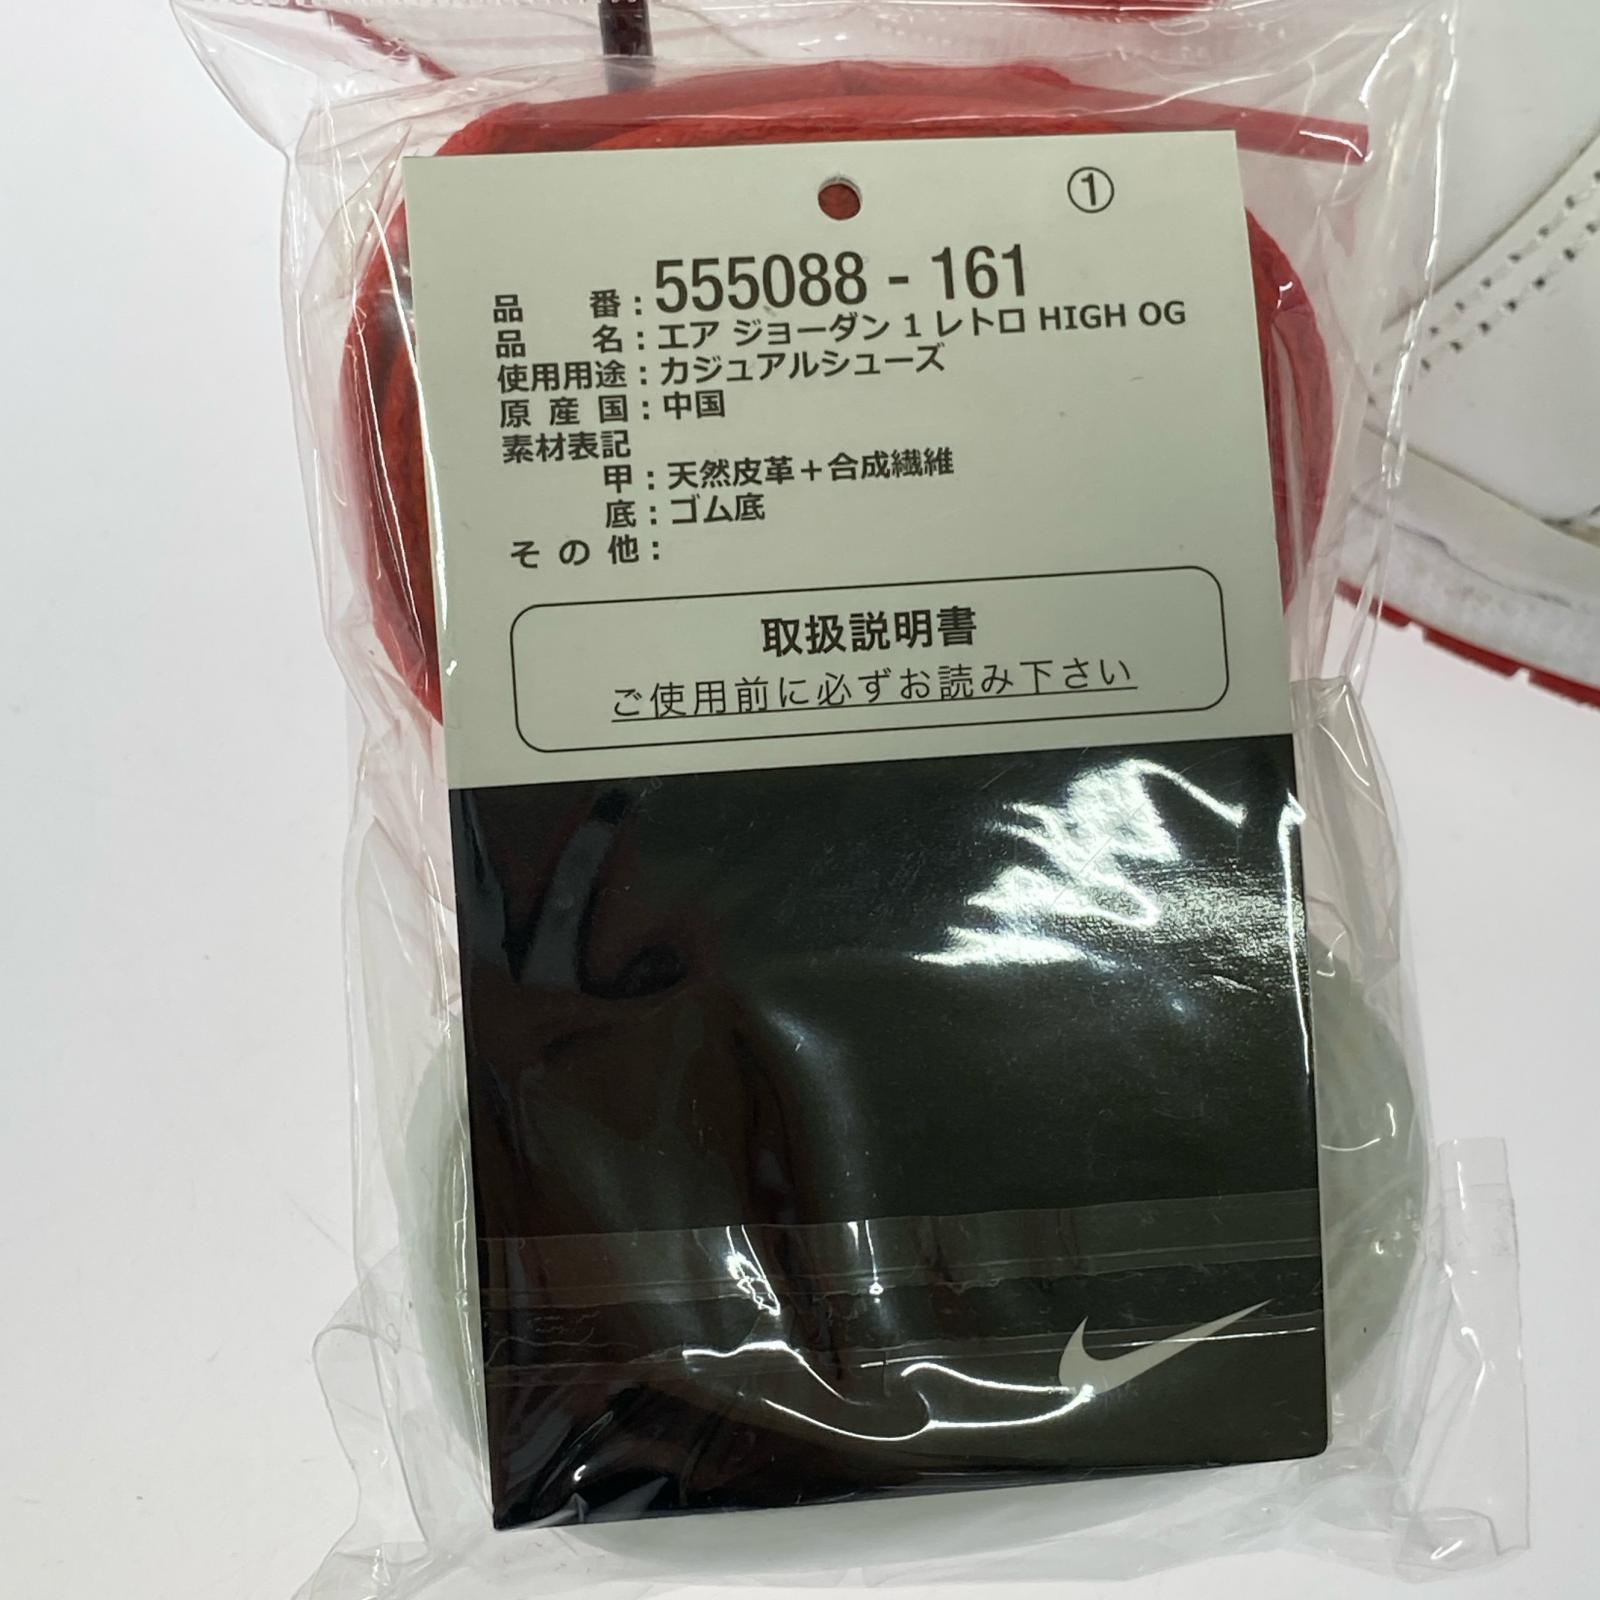 ①
品 番：555088 - 161
品 名：エア ジョーダン 1 レトロ HIGH OG
使用用途：カジュアルシューズ
原 産 国：中国
素材表記
甲：天然皮革＋合成繊維
底：ゴム底
そ の 他：
取扱説明書
ご使用前に必ずお読み下さい